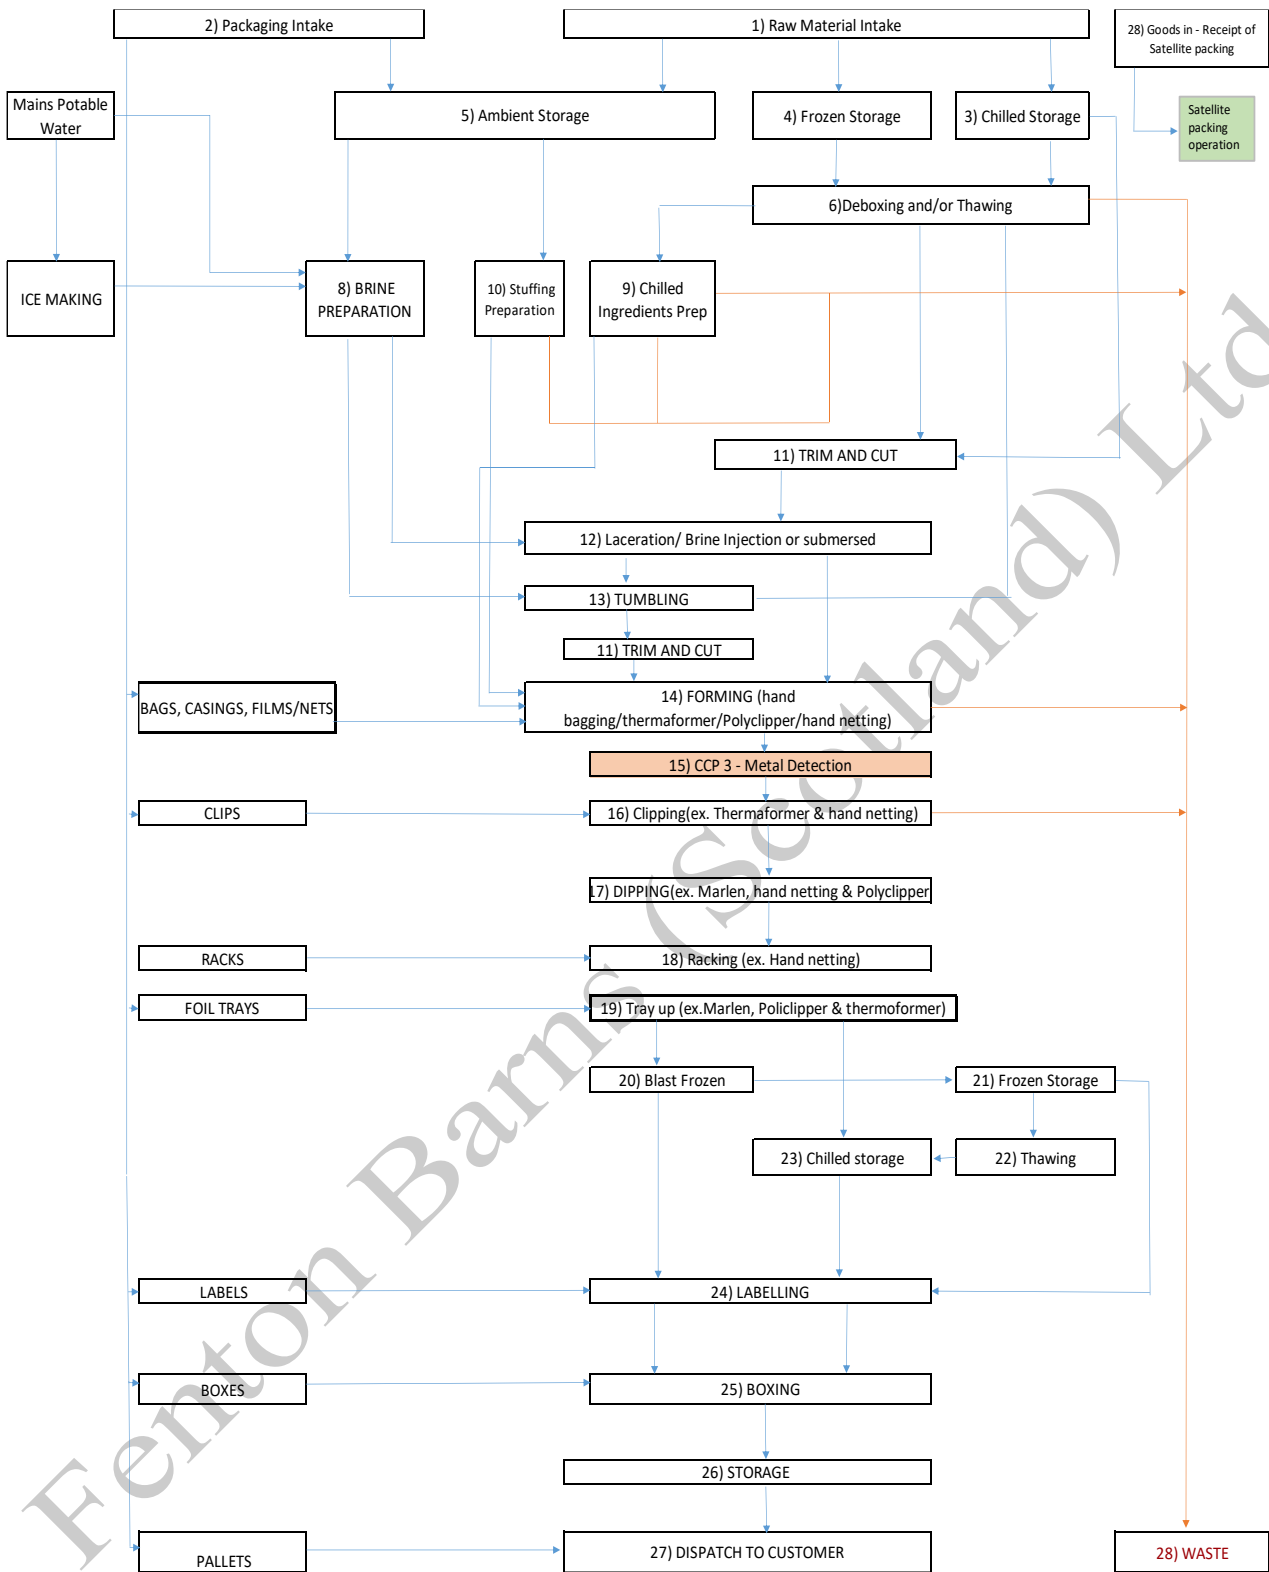 2) Packaging Intake
1) Raw Material Intake
28) Goods in - Receipt of
Satellite packing
Mains Potable
Water
5) Ambient Storage
4) Frozen Storage
3) Chilled Storage
Satellite
packing
operation
6)Deboxing and/or Thawing
ICE MAKING
8) BRINE
PREPARATION
10) Stuffing
Preparation
9) Chilled
Ingredients Prep
11) TRIM AND CUT
12) Laceration/ Brine Injection or submersed
13) TUMBLING
11) TRIM AND CUT
BAGS, CASINGS, FILMS/NETS
14) FORMING (hand
bagging/thermaformer/Polyclipper/hand netting)
15) CCP 3 - Metal Detection
CLIPS
16) Clipping(ex. Thermaformer & hand netting)
17) DIPPING(ex. Marlen, hand netting & Polyclipper
RACKS
18) Racking (ex. Hand netting)
FOIL TRAYS
19) Tray up (ex.Marlen, Policlipper & thermoformer)
20) Blast Frozen
21) Frozen Storage
23) Chilled storage
22) Thawing
LABELS
24) LABELLING
BOXES
25) BOXING
26) STORAGE
PALLETS
27) DISPATCH TO CUSTOMER
28) WASTE
Fenton Barns (Scotland) Ltd